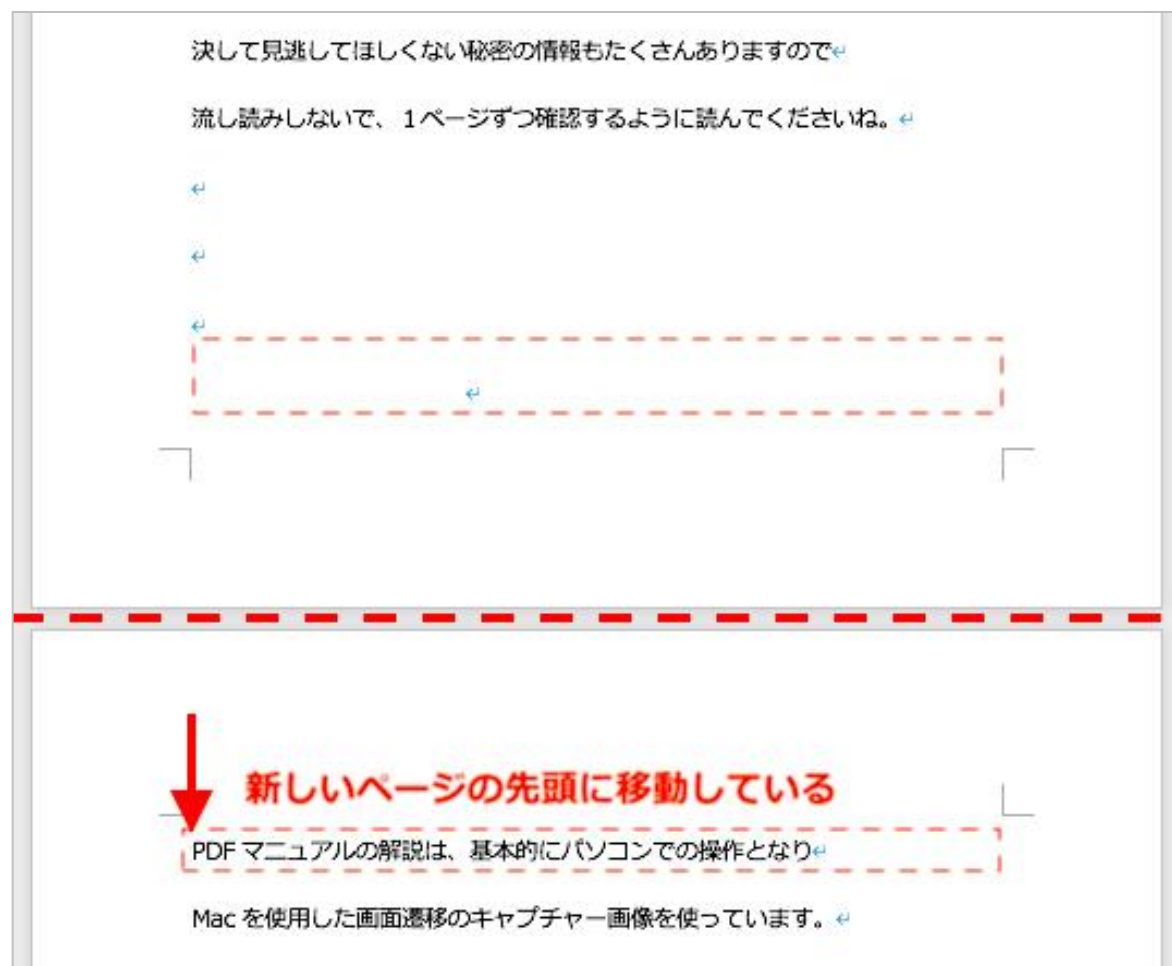 決して見逃してほしくない秘密の情報もたくさんありますので↵
流し読みしないで、１ページずつ確認するように読んでくださいね。↵
↵
↵
↵
↵
新しいページの先頭に移動している
PDF マニュアルの解説は、基本的にパソコンでの操作となり↵
Mac を使用した画面遷移のキャプチャー画像を使っています。↵